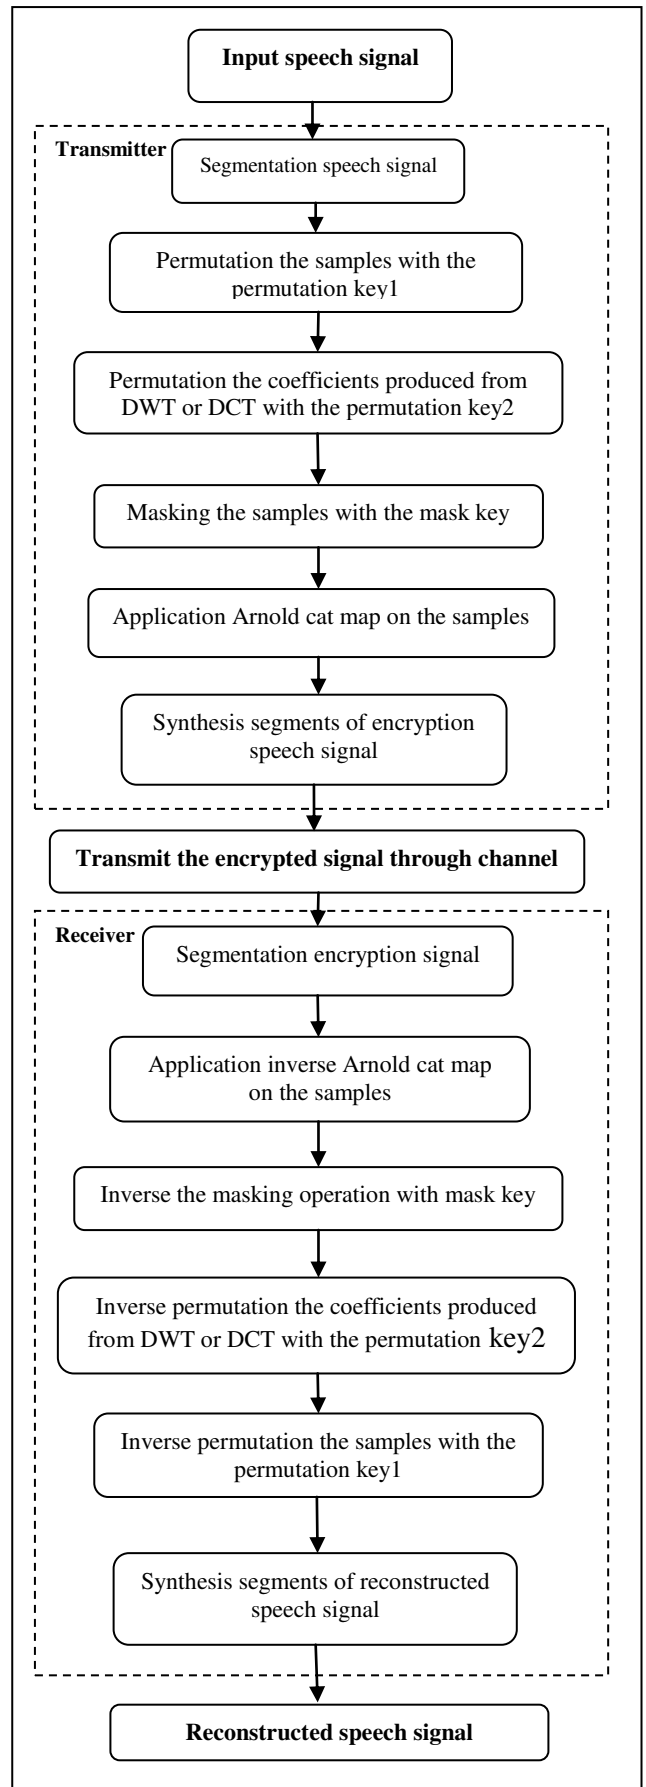 Input speech signal
Transmitter
Segmentation speech signal
Permutation the samples with the
permutation key1
Permutation the coefficients produced from
DWT or DCT with the permutation key2
Masking the samples with the mask key
Application Arnold cat map on the samples
Synthesis segments of encryption
speech signal
Transmit the encrypted signal through channel
Receiver
Segmentation encryption signal
Application inverse Arnold cat map
on the samples
Inverse the masking operation with mask key
Inverse permutation the coefficients produced
from DWT or DCT with the permutation key2
Inverse permutation the samples with the
permutation key1
Synthesis segments of reconstructed
speech signal
Reconstructed speech signal